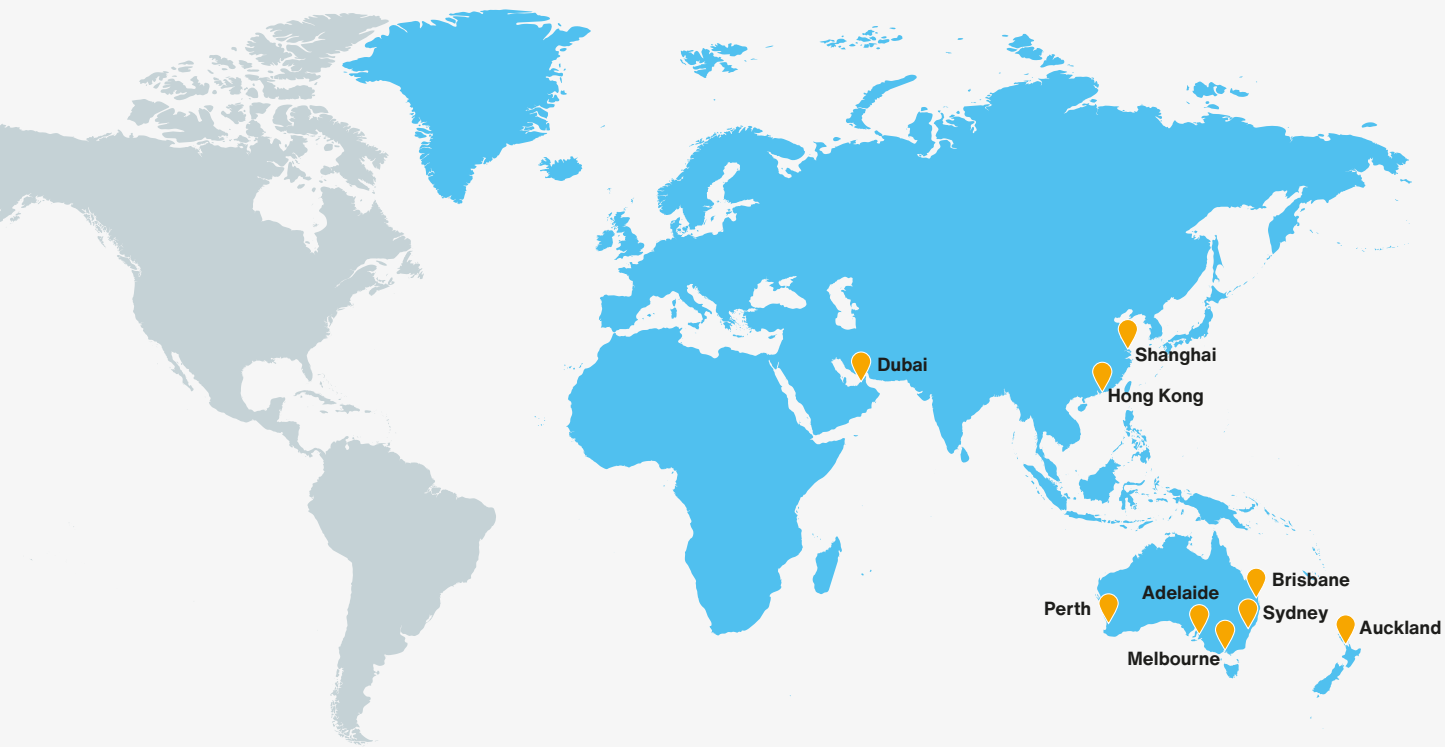 Shanghai
Dubai
Hong Kong
Brisbane
Adelaide
Perth
Sydney
Auckland
Melbourne